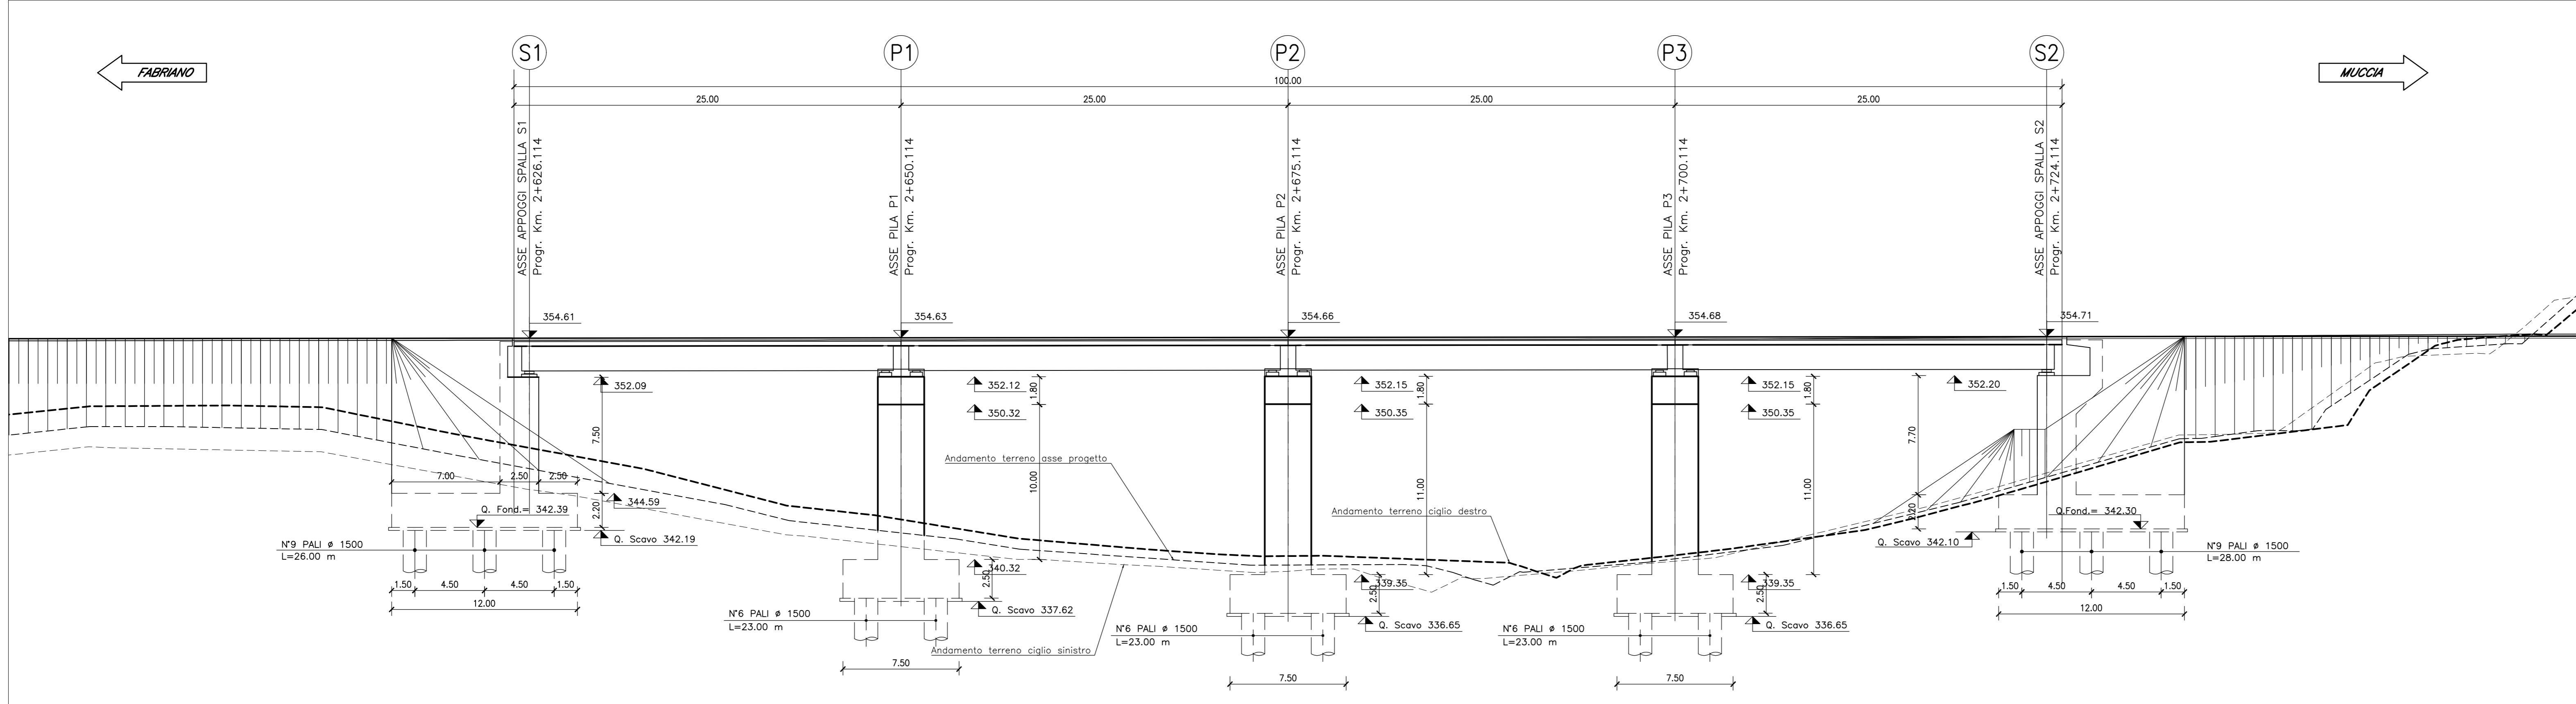 S1
P1
P2
P3
S2
FABRIANO
MUCCIA
100.00
25.00
25.00
25.00
25.00
ASSE APPOGGI SPALLA S1
Progr. Km. 2+626.114
ASSE PILA P1
Progr. Km. 2+650.114
ASSE PILA P2
Progr. Km. 2+675.114
ASSE PILA P3
Progr. Km. 2+700.114
ASSE APPOGGI SPALLA S2
Progr. Km. 2+724.114
354.61
354.63
354.66
354.68
354.71
352.09
352.12
1.80
352.15
1.80
352.15
1.80
352.20
350.32
350.35
350.35
7.50
7.70
Andamento terreno asse progetto
7.00
2.50
2.50
10.00
11.00
11.00
344.59
2.20
Q. Fond.= 342.39
Andamento terreno ciglio destro
2.20
Q.Fond.= 342.30
Q. Scavo 342.19
Q. Scavo 342.10
N°9 PALI ø 1500
L=26.00 m
N°9 PALI ø 1500
L=28.00 m
340.32
2.50
339.35
2.50
339.35
2.50
1.50
4.50
4.50
1.50
12.00
1.50
4.50
4.50
1.50
12.00
N°6 PALI ø 1500
L=23.00 m
Q. Scavo 337.62
N°6 PALI ø 1500
L=23.00 m
Q. Scavo 336.65
N°6 PALI ø 1500
L=23.00 m
Q. Scavo 336.65
Andamento terreno ciglio sinistro
7.50
7.50
7.50